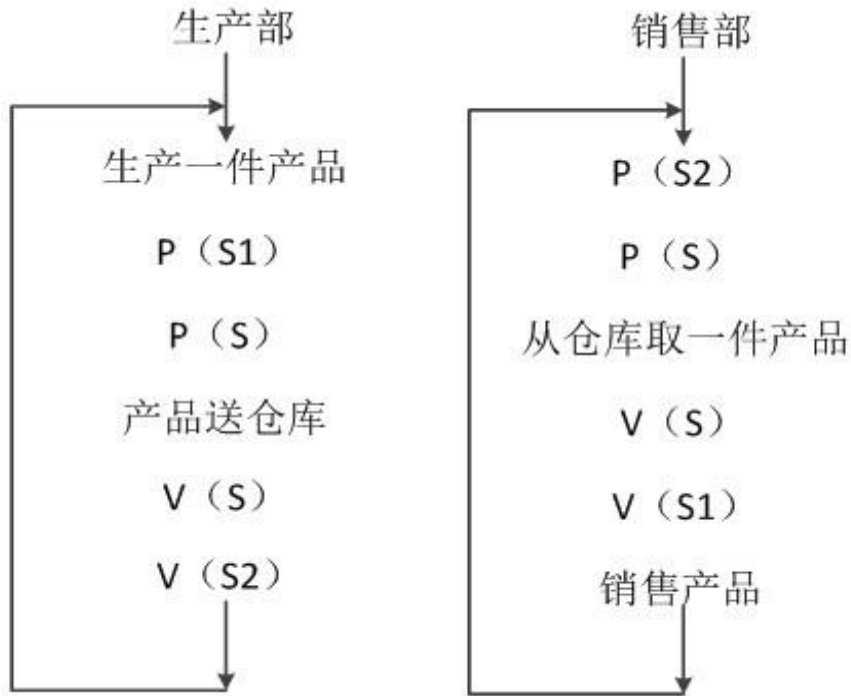 生产部
生产一件产品
P（S1）
P（S）
产品送仓库
V（S）
V（S2）
销售部
P（S2）
P（S）
从仓库取一件产品
V（S）
V（S1）
销售产品